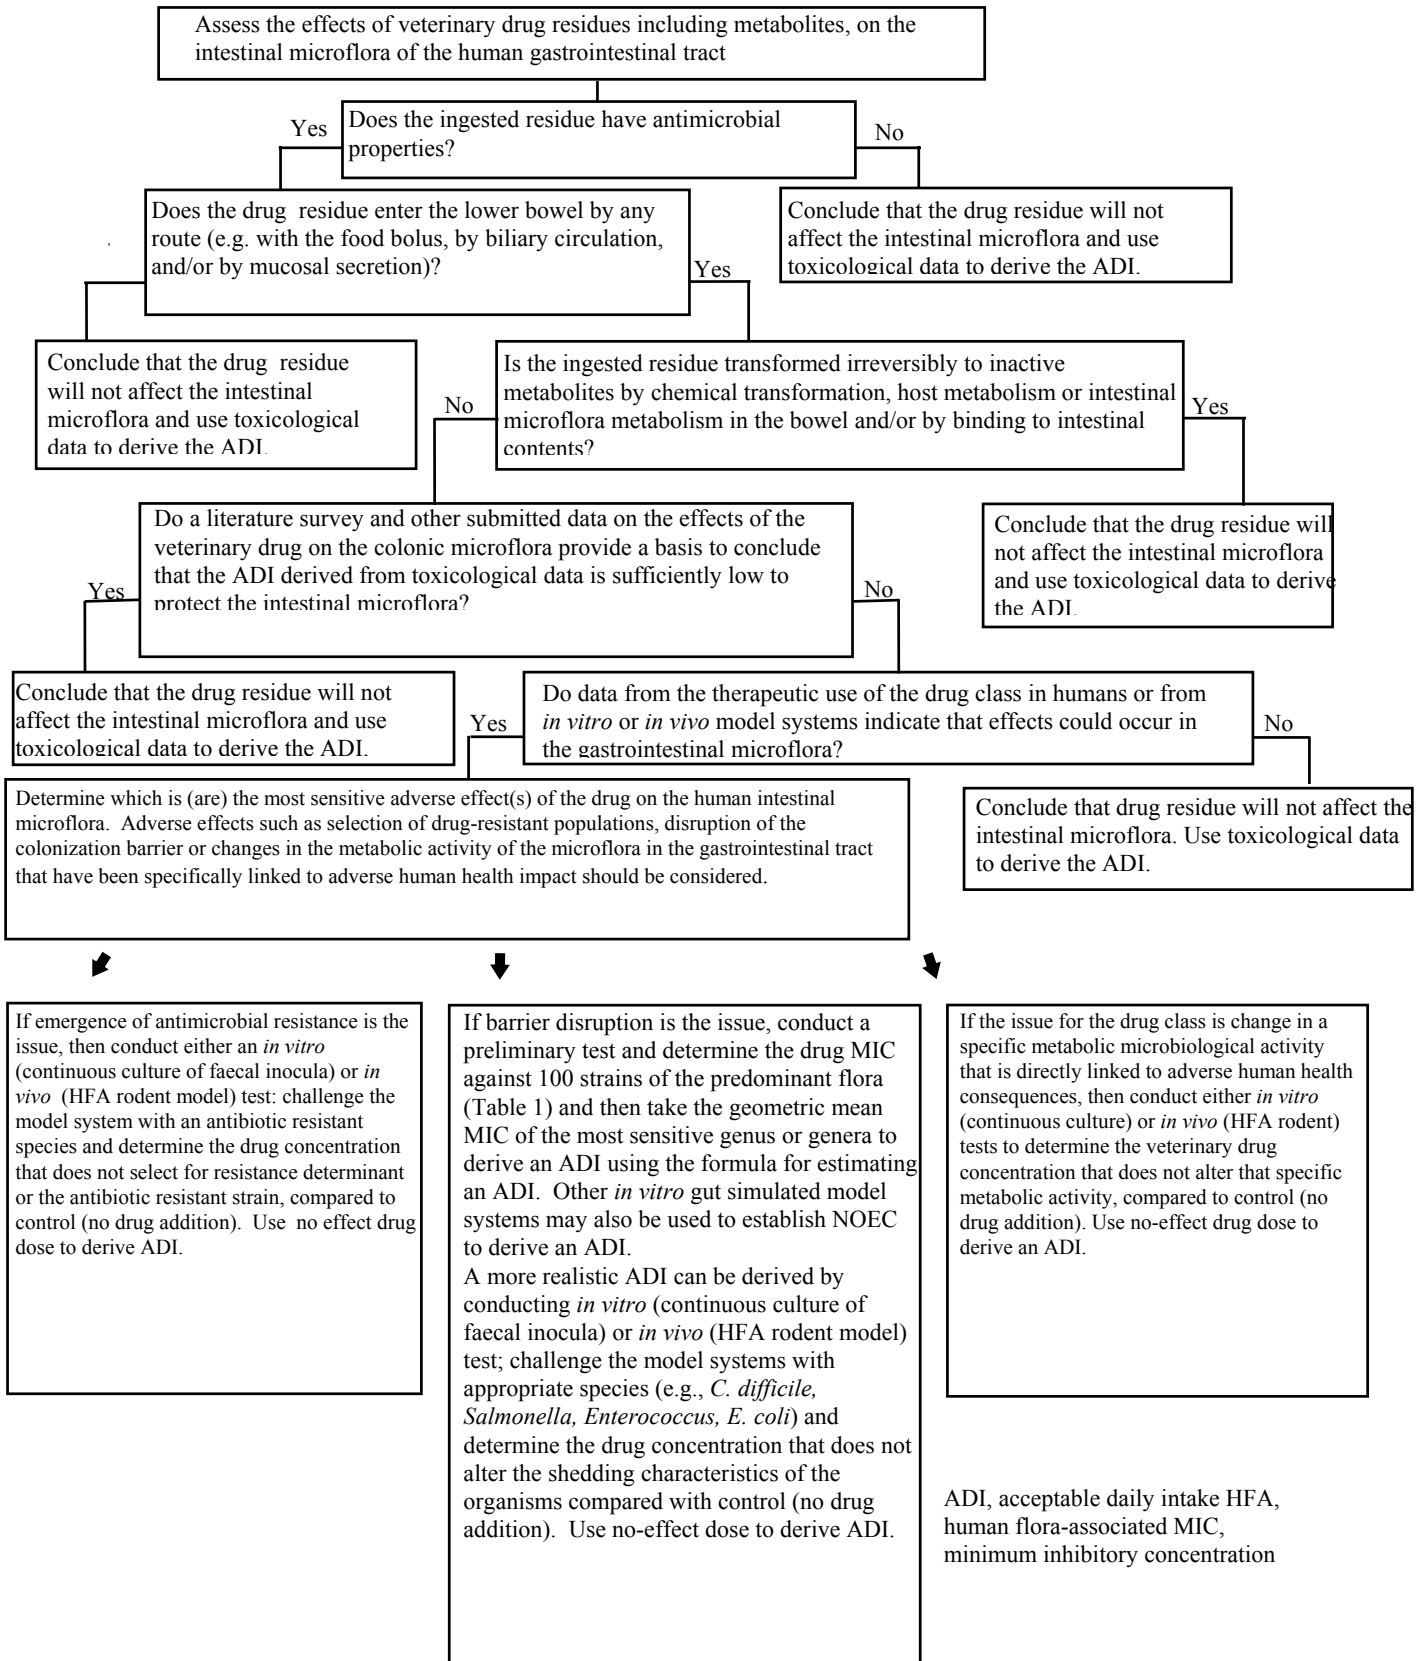 Assess the effects of veterinary drug residues including metabolites, on the
intestinal microflora of the human gastrointestinal tract
Yes
Does the ingested residue have antimicrobial
properties?
No
Does the drug residue enter the lower bowel by any
route (e.g. with the food bolus, by biliary circulation,
and/or by mucosal secretion)?
Yes
Conclude that the drug residue will not
affect the intestinal microflora and use
toxicological data to derive the ADI.
Conclude that the drug residue
will not affect the intestinal
microflora and use toxicological
data to derive the ADI.
No
Is the ingested residue transformed irreversibly to inactive
metabolites by chemical transformation, host metabolism or intestinal
microflora metabolism in the bowel and/or by binding to intestinal
contents?
Yes
Yes
Do a literature survey and other submitted data on the effects of the
veterinary drug on the colonic microflora provide a basis to conclude
that the ADI derived from toxicological data is sufficiently low to
protect the intestinal microflora?
No
Conclude that the drug residue will
not affect the intestinal microflora
and use toxicological data to derive
the ADI.
Conclude that the drug residue will not
affect the intestinal microflora and use
toxicological data to derive the ADI.
Yes
Do data from the therapeutic use of the drug class in humans or from
in vitro or in vivo model systems indicate that effects could occur in
the gastrointestinal microflora?
No
Determine which is (are) the most sensitive adverse effect(s) of the drug on the human intestinal
microflora. Adverse effects such as selection of drug-resistant populations, disruption of the
colonization barrier or changes in the metabolic activity of the microflora in the gastrointestinal tract
that have been specifically linked to adverse human health impact should be considered.
Conclude that drug residue will not affect the
intestinal microflora. Use toxicological data
to derive the ADI.
If emergence of antimicrobial resistance is the
issue, then conduct either an in vitro
(continuous culture of faecal inocula) or in
vivo (HFA rodent model) test: challenge the
model system with an antibiotic resistant
species and determine the drug concentration
that does not select for resistance determinant
or the antibiotic resistant strain, compared to
control (no drug addition). Use no effect drug
dose to derive ADI.
If barrier disruption is the issue, conduct a
preliminary test and determine the drug MIC
against 100 strains of the predominant flora
(Table 1) and then take the geometric mean
MIC of the most sensitive genus or genera to
derive an ADI using the formula for estimating
an ADI. Other in vitro gut simulated model
systems may also be used to establish NOEC
to derive an ADI.
A more realistic ADI can be derived by
conducting in vitro (continuous culture of
faecal inocula) or in vivo (HFA rodent model)
test; challenge the model systems with
appropriate species (e.g., C. difficile,
Salmonella, Enterococcus, E. coli) and
determine the drug concentration that does not
alter the shedding characteristics of the
organisms compared with control (no drug
addition). Use no-effect dose to derive ADI.
If the issue for the drug class is change in a
specific metabolic microbiological activity
that is directly linked to adverse human health
consequences, then conduct either in vitro
(continuous culture) or in vivo (HFA rodent)
tests to determine the veterinary drug
concentration that does not alter that specific
metabolic activity, compared to control (no
drug addition). Use no-effect drug dose to
derive an ADI.
ADI, acceptable daily intake HFA,
human flora-associated MIC,
minimum inhibitory concentration